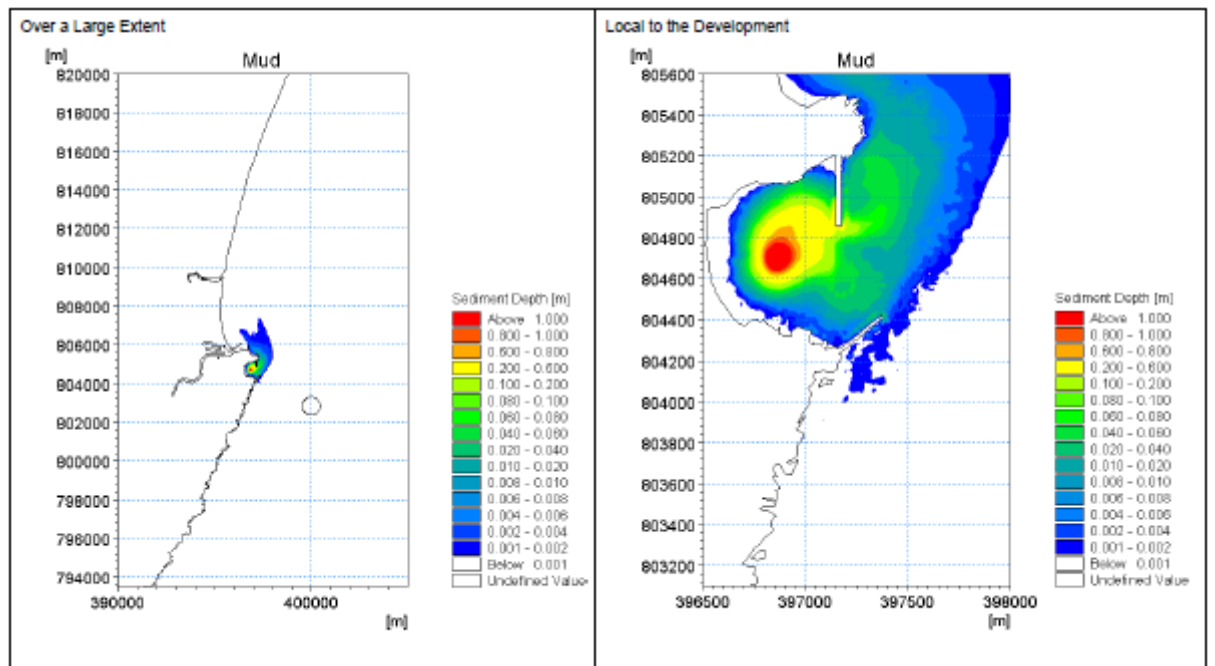 Over a Large Extent
[m]
Mud
820000
818000
816000
814000
812000
810000
808000
806000
804000
802000
800000
798000
796000
794000
390000
400000
[m]
Sediment Depth [m]
Above 1.000
0.800 - 1.000
0.600 - 0.800
0.200 - 0.600
0.100 - 0.200
0.080 - 0.100
0.060 - 0.080
0.040 - 0.060
0.020 - 0.040
0.010 - 0.020
0.008 - 0.010
0.006 - 0.008
0.004 - 0.006
0.002 - 0.004
0.001 - 0.002
Below 0.001
Undefined Value
Local to the Development
[m]
Mud
805600
805400
805200
805000
804800
804600
804400
804200
804000
803800
803600
803400
803200
396500
397000
397500
398000
[m]
Sediment Depth [m]
Above 1.000
0.800 - 1.000
0.600 - 0.800
0.200 - 0.600
0.100 - 0.200
0.080 - 0.100
0.060 - 0.080
0.040 - 0.060
0.020 - 0.040
0.010 - 0.020
0.008 - 0.010
0.006 - 0.008
0.004 - 0.006
0.002 - 0.004
0.001 - 0.002
Below 0.001
Undefined Value